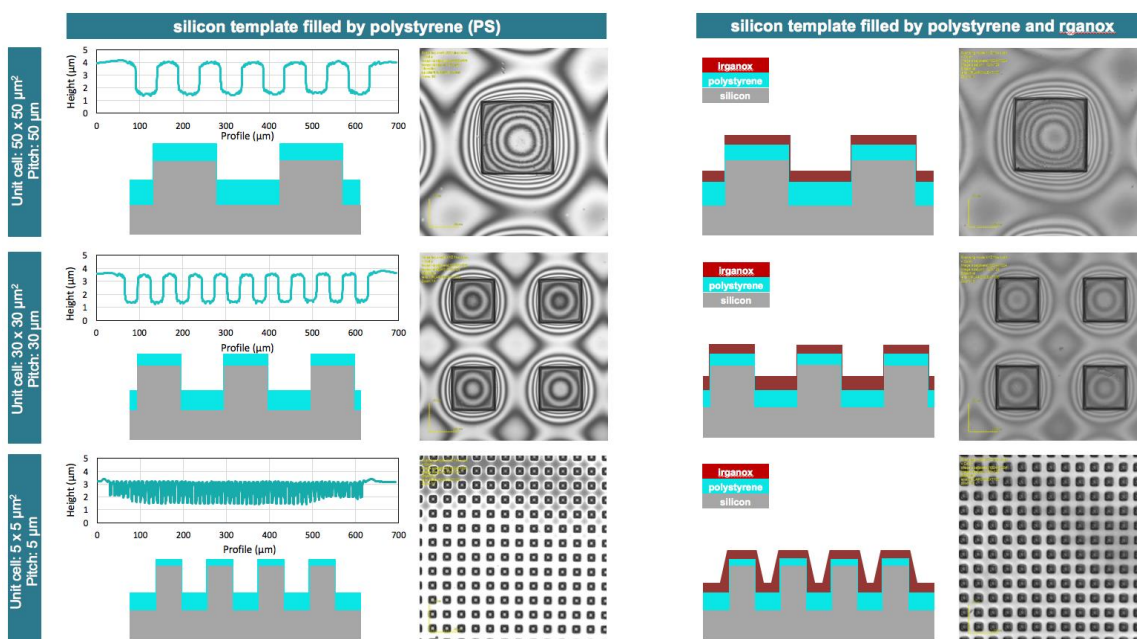 silicon template filled by polystyrene (PS)
silicon template filled by polystyrene and rganox
Unit cell: 50 x 50 µm²
Pitch: 50 µm
Height (µm)
5
4
3
2
1
0
0 100 200 300 400 500 600 700
Profile (µm)
irganox
polystyrene
silicon
Unit cell: 30 x 30 µm²
Pitch: 30 µm
Height (µm)
5
4
3
2
1
0
0 100 200 300 400 500 600 700
Profile (µm)
irganox
polystyrene
silicon
Unit cell: 5 x 5 µm²
Pitch: 5 µm
Height (µm)
5
4
3
2
1
0
0 100 200 300 400 500 600 700
Profile (µm)
irganox
polystyrene
silicon